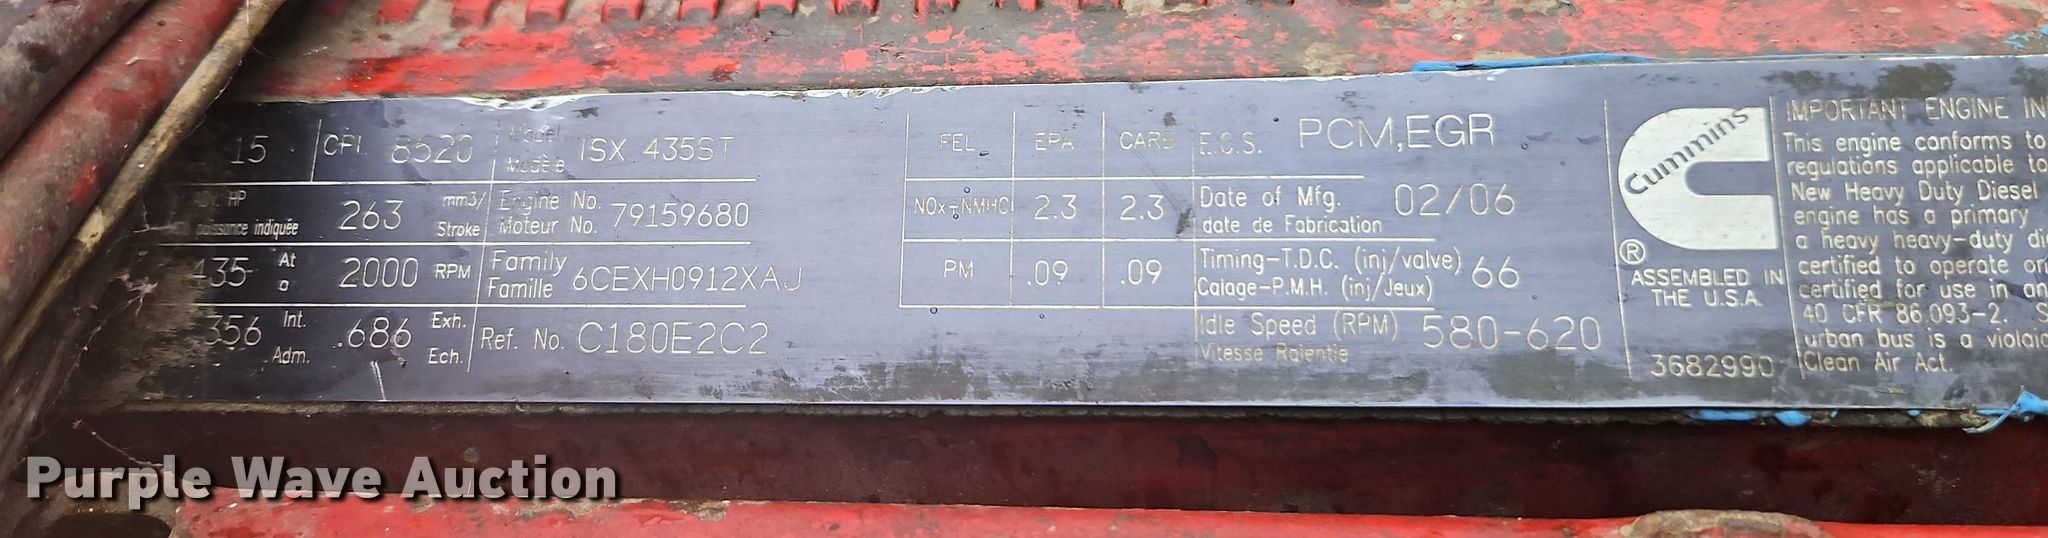 15 CPL 8520 Model Modèle ISX 435ST
HP puissance indiquée 263 mm3/ Stroke Engine No. Moteur No. 79159680
435 At a 2000 RPM Family Famille 6CEXH0912XAJ
.356 Int. Adm. .686 Exh. Ech. Ref. No. C180E2C2
FEL EPA CARB
NOx+NMHC 2.3 2.3
PM .09 .09
E.C.S. PCM,EGR
Date of Mfg. 02/06
date de Fabrication
Timing-T.D.C. (inj/valve) 66
Calage-P.M.H. (inj/Jeux)
Idle Speed (RPM) 580-620
Vitesse Ralentie
Cummins
®
ASSEMBLED IN
THE U.S.A.
3682990
IMPORTANT ENGINE IN
This engine conforms to
regulations applicable to
New Heavy Duty Diesel
engine has a primary
a heavy heavy-duty die
certified to operate on
certified for use in an
40 CFR 86.093-2. S
urban bus is a violatio
Clean Air Act.
Purple Wave Auction